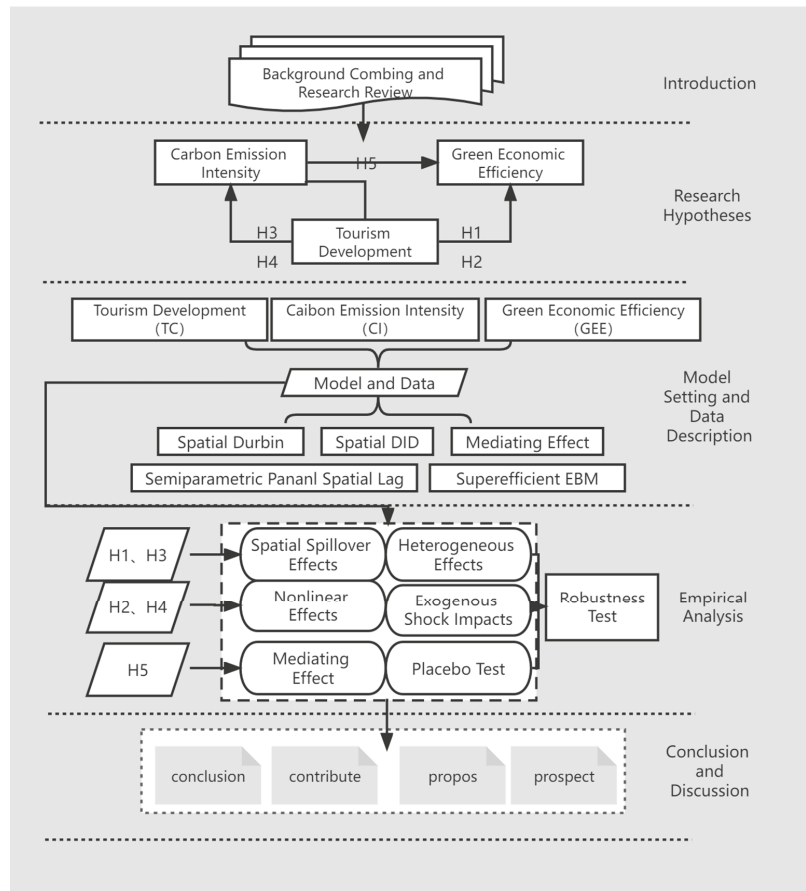 Background Combing and
Research Review
Introduction
Carbon Emission
Intensity
H5
Green Economic
Efficiency
Research
Hypotheses
H3
H4
Tourism
Development
H1
H2
Tourism Development
(TC)
Caibon Emission Intensity
(CI)
Green Economic Efficiency
(GEE)
Model and Data
Model
Setting and
Data
Description
Spatial Durbin
Spatial DID
Mediating Effect
Semiparametric Pananl Spatial Lag
Superefficient EBM
H1、H3
Spatial Spillover
Effects
Heterogeneous
Effects
H2、H4
Nonlinear
Effects
Exogenous
Shock Impacts
Robustness
Test
Empirical
Analysis
H5
Mediating
Effect
Placebo Test
Conclusion
and
Discussion
conclusion
contribute
propos
prospect